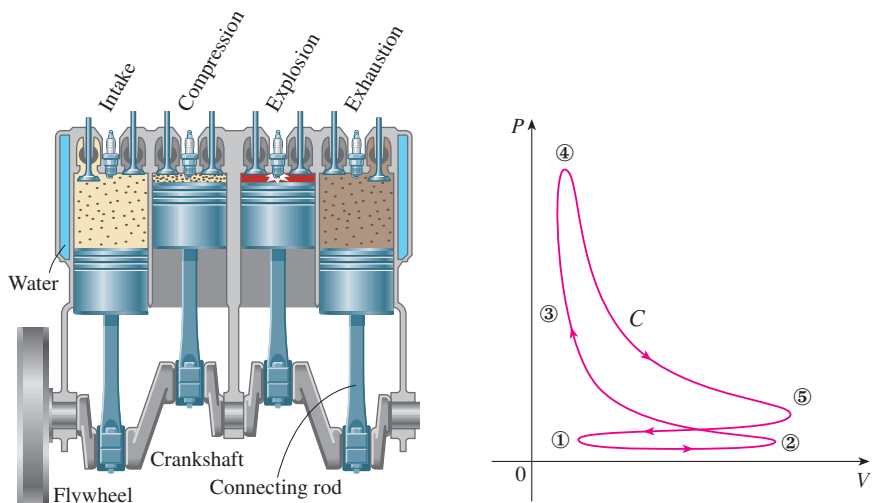 Intake
Compression
Explosion
Exhaustion
Water
Crankshaft
Flywheel
Connecting rod
P
④
③
C
⑤
①
②
0
V